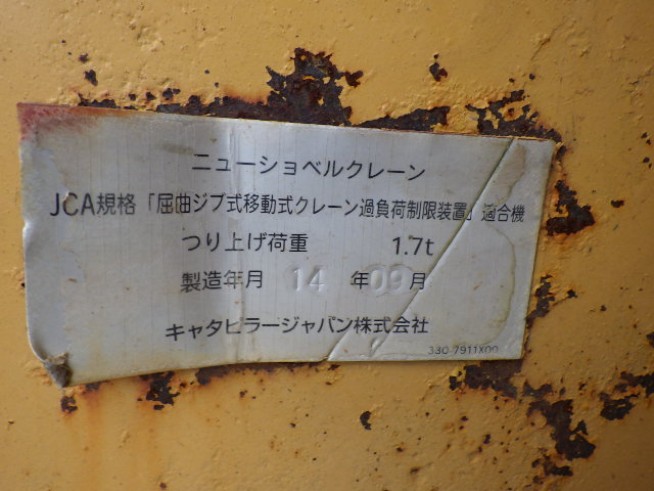 ニューショベルクレーン
JCA規格「屈曲ジブ式移動式クレーン過負荷制限装置」適合機
つり上げ荷重 1.7t
製造年月 14 年 09 月
キャタピラージャパン株式会社
330-7911X00